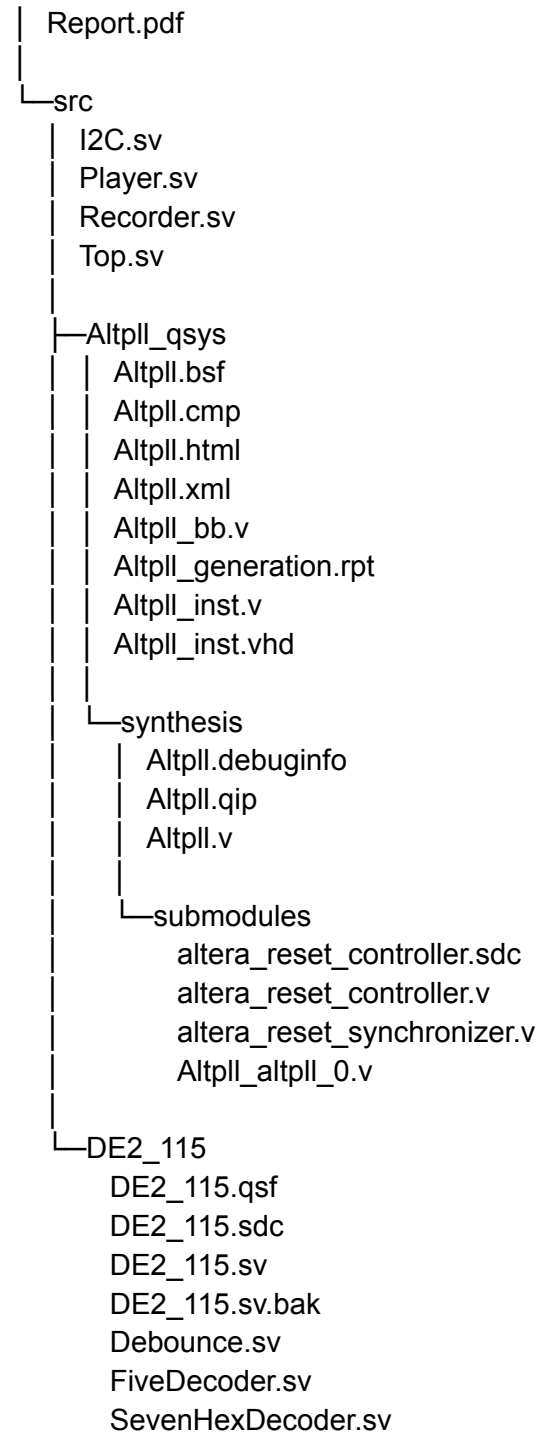 │ Report.pdf
│
└─src
│ I2C.sv
│ Player.sv
│ Recorder.sv
│ Top.sv
│
├─Altpll_qsys
│ │ Altpll.bsf
│ │ Altpll.cmp
│ │ Altpll.html
│ │ Altpll.xml
│ │ Altpll_bb.v
│ │ Altpll_generation.rpt
│ │ Altpll_inst.v
│ │ Altpll_inst.vhd
│ │
│ └─synthesis
│ │ Altpll.debuginfo
│ │ Altpll.qip
│ │ Altpll.v
│ │
│ └─submodules
│ altera_reset_controller.sdc
│ altera_reset_controller.v
│ altera_reset_synchronizer.v
│ Altpll_altpll_0.v
│
└─DE2_115
DE2_115.qsf
DE2_115.sdc
DE2_115.sv
DE2_115.sv.bak
Debounce.sv
FiveDecoder.sv
SevenHexDecoder.sv